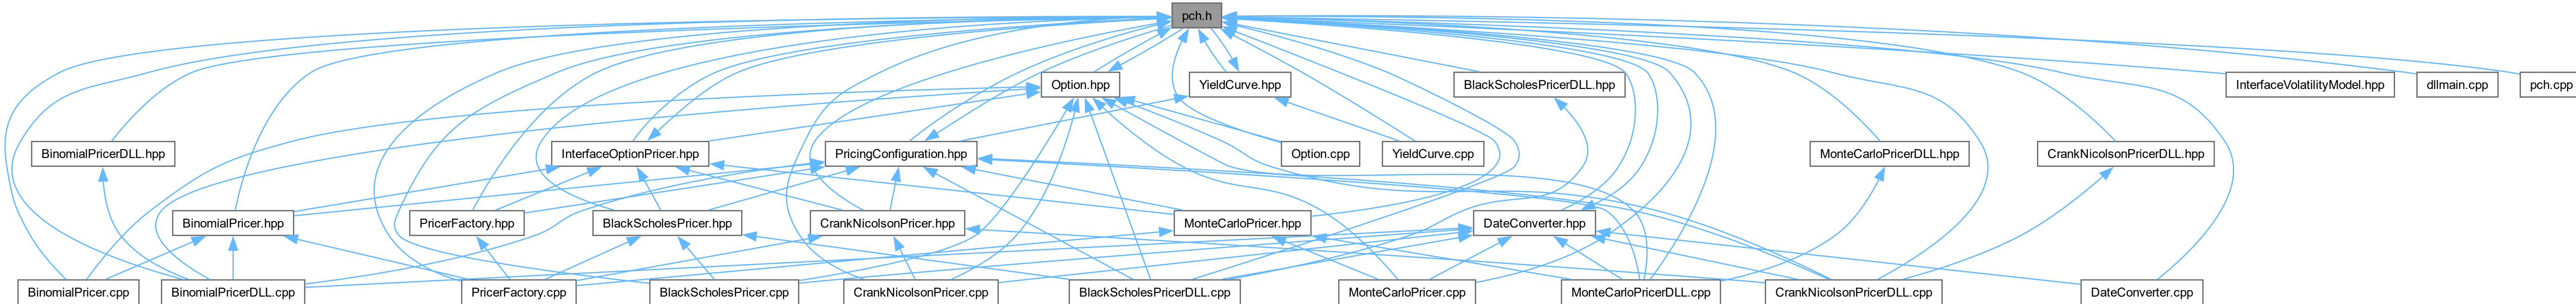 pch.h
Option.hpp
YieldCurve.hpp
BlackScholesPricerDLL.hpp
InterfaceVolatilityModel.hpp
dllmain.cpp
pch.cpp
BinomialPricerDLL.hpp
InterfaceOptionPricer.hpp
PricingConfiguration.hpp
Option.cpp
YieldCurve.cpp
MonteCarloPricerDLL.hpp
CrankNicolsonPricerDLL.hpp
BinomialPricer.hpp
PricerFactory.hpp
BlackScholesPricer.hpp
CrankNicolsonPricer.hpp
MonteCarloPricer.hpp
DateConverter.hpp
BinomialPricer.cpp
BinomialPricerDLL.cpp
PricerFactory.cpp
BlackScholesPricer.cpp
CrankNicolsonPricer.cpp
BlackScholesPricerDLL.cpp
MonteCarloPricer.cpp
MonteCarloPricerDLL.cpp
CrankNicolsonPricerDLL.cpp
DateConverter.cpp